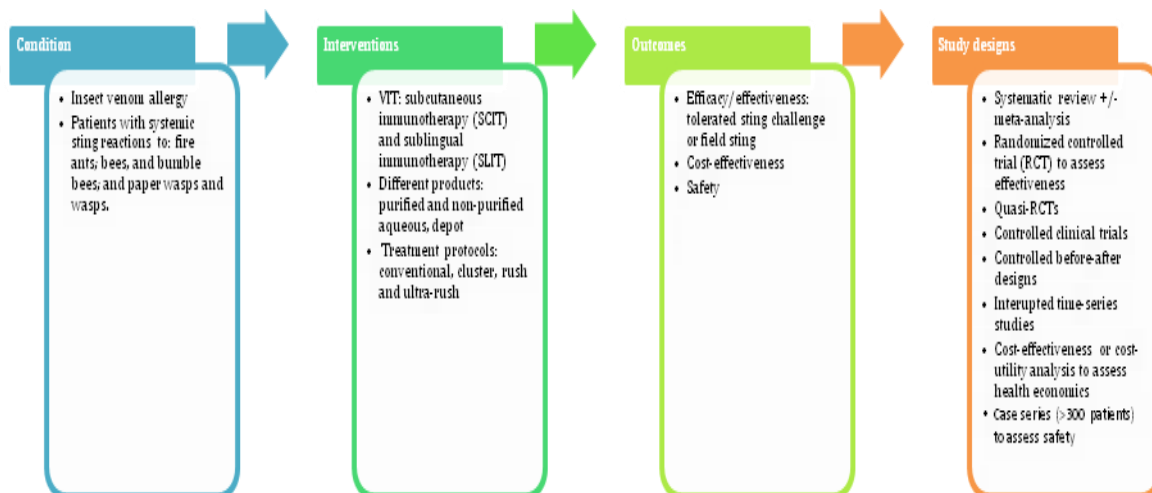 Condition
• Insect venom allergy
• Patients with systemic
sting reactions to: fire
ants; bees, and bumble
bees; and paper wasps and
wasps.
Interventions
• VIT: subcutaneous
immunotherapy (SCIT)
and sublingual
immunotherapy (SLIT)
• Different products:
purified and non-purified
aqueous, depot
• Treatment protocols:
conventional, cluster, rush
and ultra-rush
Outcomes
• Efficacy/effectiveness:
tolerated sting challenge
or field sting
• Cost-effectiveness
• Safety
Study designs
• Systematic review +/-
meta-analysis
• Randomized controlled
trial (RCT) to assess
effectiveness
• Quasi-RCTs
• Controlled clinical trials
• Controlled before-after
designs
• Interupted time-series
studies
• Cost-effectiveness or cost-
utility analysis to assess
health economics
• Case series (>300 patients)
to assess safety